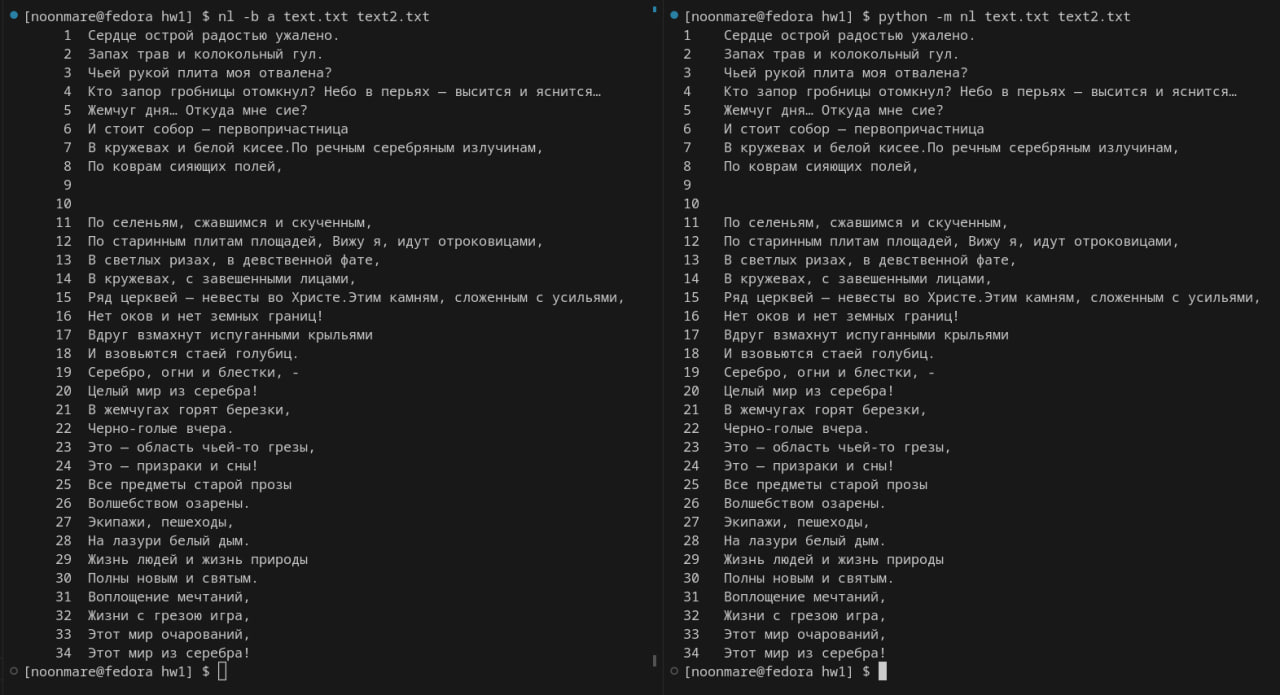 [noonmare@fedora hw1] $ nl -b a text.txt text2.txt
1 Сердце острой радостью ужалено.
2 Запах трав и колокольный гул.
3 Чьей рукой плита моя отвалена?
4 Кто запор гробницы отомкнул? Небо в перьях — высится и яснится…
5 Жемчуг дня… Откуда мне сие?
6 И стоит собор — первопричастница
7 В кружевах и белой кисее.По речным серебряным излучинам,
8 По коврам сияющих полей,
9
10
11 По селеньям, сжавшимся и скученным,
12 По старинным плитам площадей, Вижу я, идут отроковицами,
13 В светлых ризах, в девственной фате,
14 В кружевах, с завешенными лицами,
15 Ряд церквей — невесты во Христе.Этим камням, сложенным с усильями,
16 Нет оков и нет земных границ!
17 Вдруг взмахнут испуганными крыльями
18 И взовьются стаей голубиц.
19 Серебро, огни и блестки, -
20 Целый мир из серебра!
21 В жемчугах горят березки,
22 Черно-голые вчера.
23 Это — область чьей-то грезы,
24 Это — призраки и сны!
25 Все предметы старой прозы
26 Волшебством озарены.
27 Экипажи, пешеходы,
28 На лазури белый дым.
29 Жизнь людей и жизнь природы
30 Полны новым и святым.
31 Воплощение мечтаний,
32 Жизни с грезою игра,
33 Этот мир очарований,
34 Этот мир из серебра!
[noonmare@fedora hw1] $
[noonmare@fedora hw1] $ python -m nl text.txt text2.txt
1 Сердце острой радостью ужалено.
2 Запах трав и колокольный гул.
3 Чьей рукой плита моя отвалена?
4 Кто запор гробницы отомкнул? Небо в перьях — высится и яснится…
5 Жемчуг дня… Откуда мне сие?
6 И стоит собор — первопричастница
7 В кружевах и белой кисее.По речным серебряным излучинам,
8 По коврам сияющих полей,
9
10
11 По селеньям, сжавшимся и скученным,
12 По старинным плитам площадей, Вижу я, идут отроковицами,
13 В светлых ризах, в девственной фате,
14 В кружевах, с завешенными лицами,
15 Ряд церквей — невесты во Христе.Этим камням, сложенным с усильями,
16 Нет оков и нет земных границ!
17 Вдруг взмахнут испуганными крыльями
18 И взовьются стаей голубиц.
19 Серебро, огни и блестки, -
20 Целый мир из серебра!
21 В жемчугах горят березки,
22 Черно-голые вчера.
23 Это — область чьей-то грезы,
24 Это — призраки и сны!
25 Все предметы старой прозы
26 Волшебством озарены.
27 Экипажи, пешеходы,
28 На лазури белый дым.
29 Жизнь людей и жизнь природы
30 Полны новым и святым.
31 Воплощение мечтаний,
32 Жизни с грезою игра,
33 Этот мир очарований,
34 Этот мир из серебра!
[noonmare@fedora hw1] $